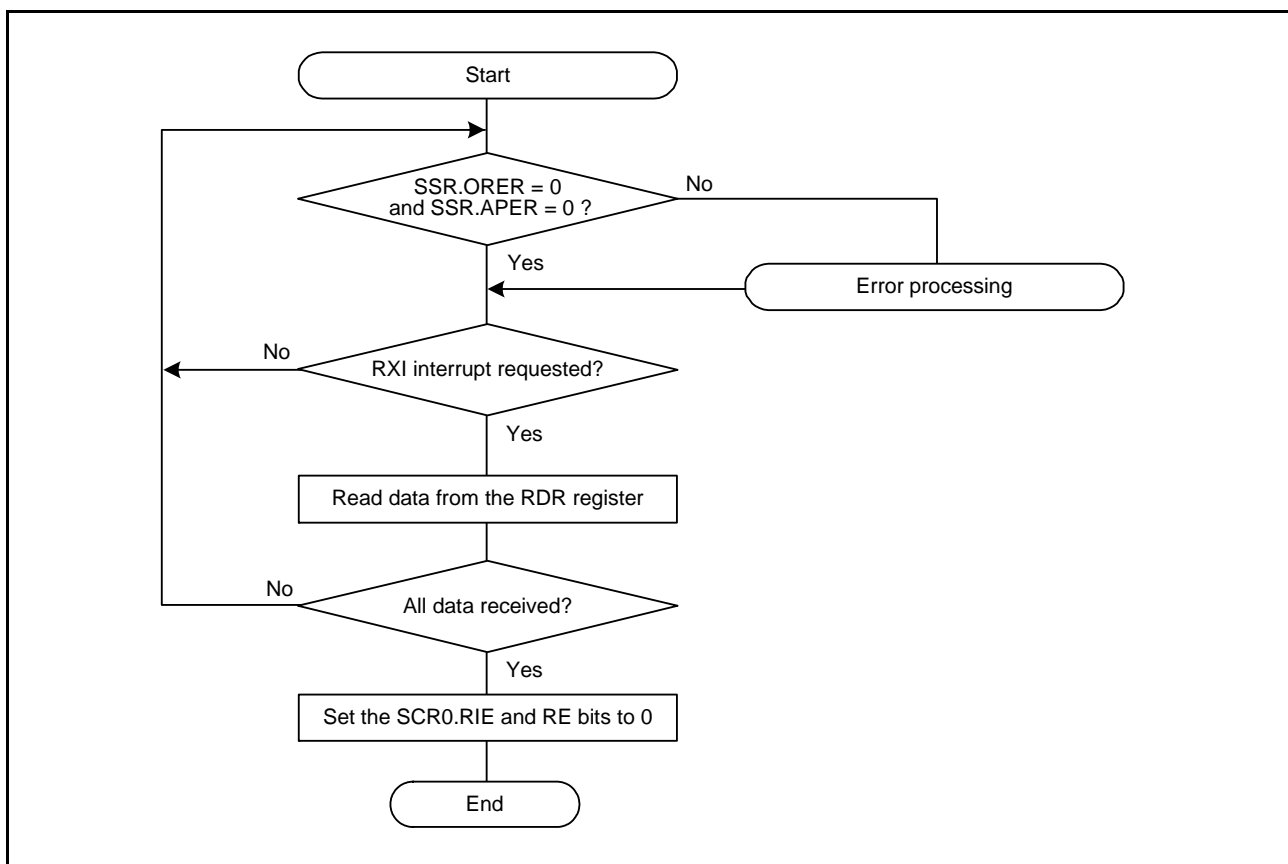 Start
SSR.ORER = 0
and SSR.APER = 0 ?
No
Yes
Error processing
No
RXI interrupt requested?
Yes
Read data from the RDR register
No
All data received?
Yes
Set the SCR0.RIE and RE bits to 0
End